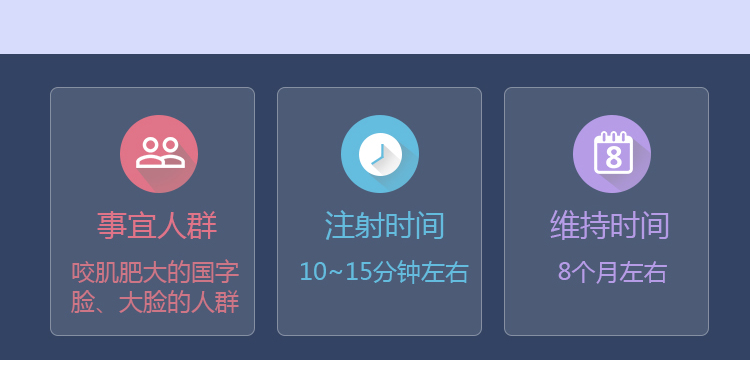 事宜人群
咬肌肥大的国字
脸、大脸的人群
注射时间
10~15分钟左右
8
维持时间
8个月左右